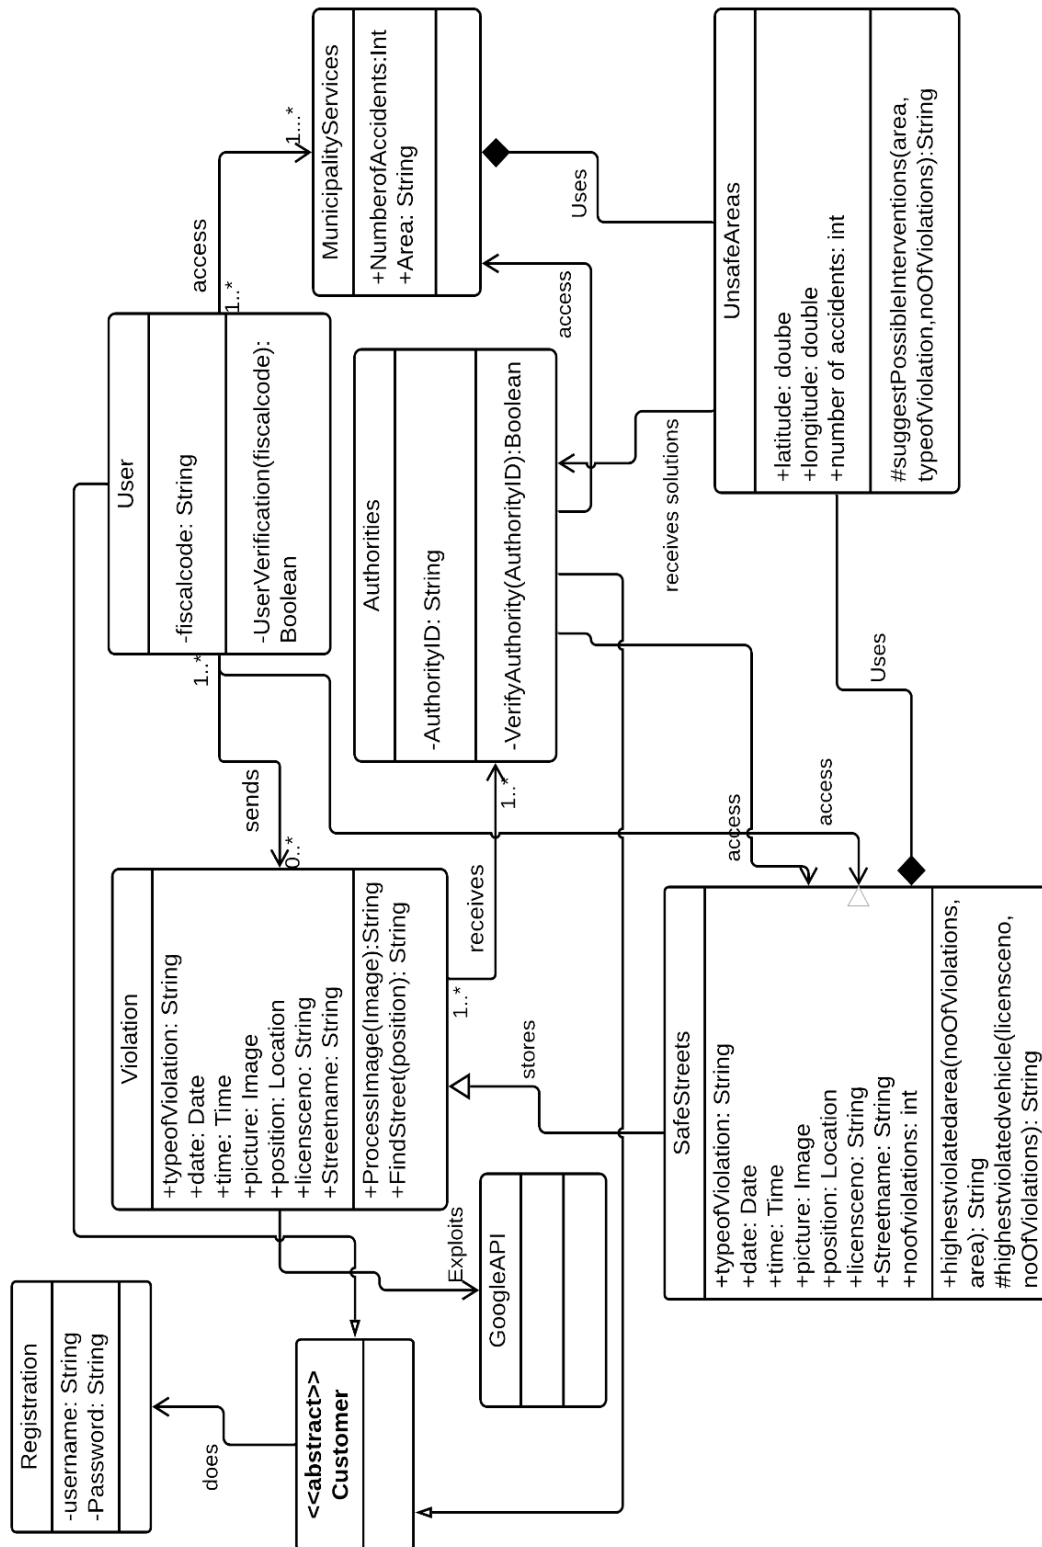 Registration
-username: String
-Password: String
does
<<abstract>>
Customer
User
-fiscalcode: String
-UserVerification(fiscalcode):
Boolean
1..*
access
1...*
1..*
sends
0..*
MunicipalityServices
+NumberofAccidents:Int
+Area: String
Violation
+typeofViolation: String
+date: Date
+time: Time
+picture: Image
+position: Location
+licenseno: String
+Streetname: String
+ProcessImage(Image):String
+FindStreet(position): String
1..*
receives
1..*
Exploits
GoogleAPI
stores
Authorities
-AuthorityID: String
-VerifyAuthority(AuthorityID):Boolean
access
access
access
receives solutions
Uses
SafeStreets
+typeofViolation: String
+date: Date
+time: Time
+picture: Image
+position: Location
+licenseno: String
+Streetname: String
+noofviolations: int
+highestviolatedarea(noOfViolations,
area): String
#highestviolatedvehicle(licensceno,
noOfViolations): String
Uses
UnsafeAreas
+latitude: doube
+longitude: double
+number of accidents: int
#suggestPossibleInterventions(area,
typeofViolation,noOfViolations):String